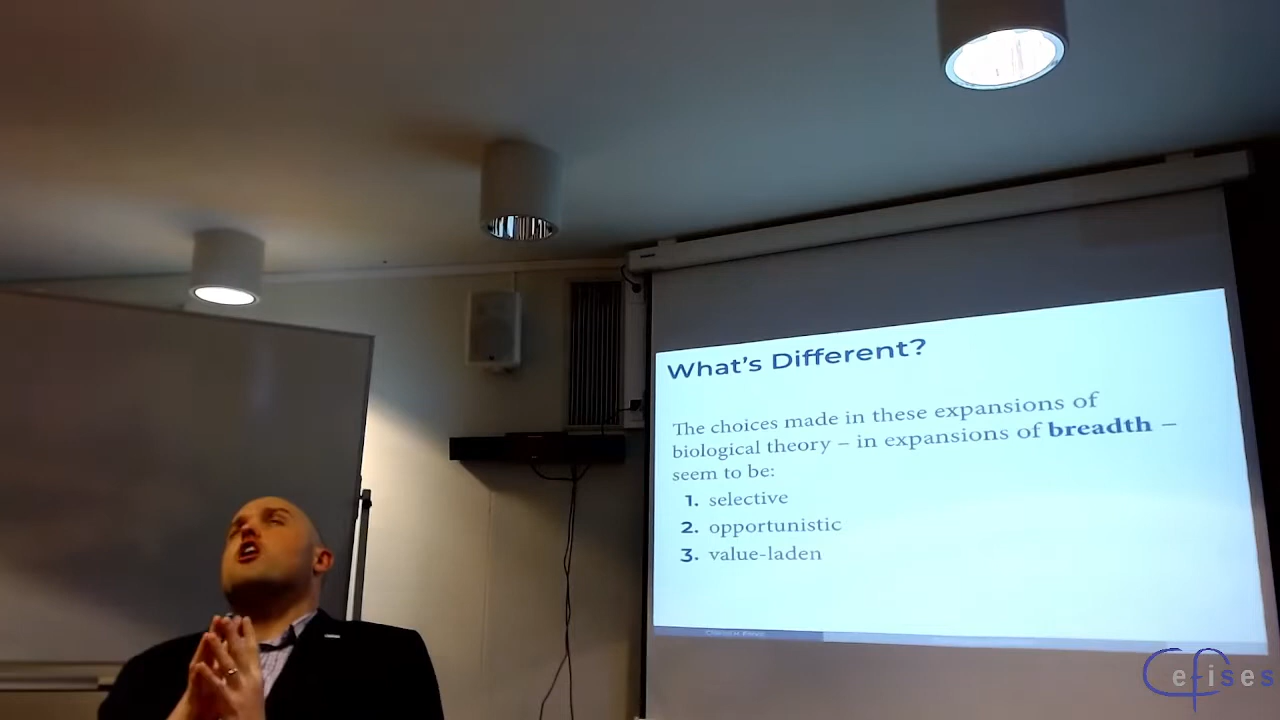 What's Different?
The choices made in these expansions of
biological theory – in expansions of breadth –
seem to be:
1. selective
2. opportunistic
3. value-laden
Cefises